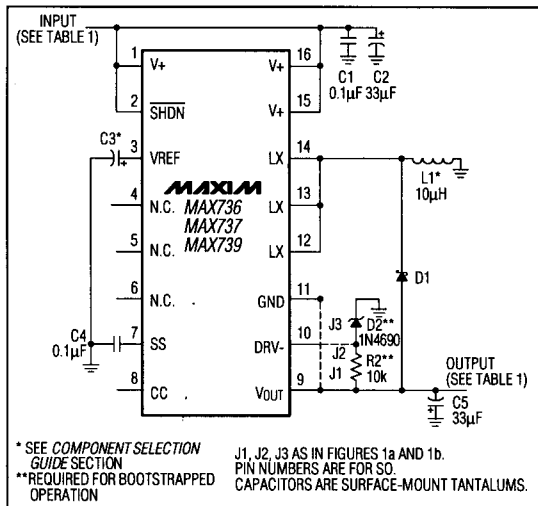 INPUT
(SEE TABLE 1)
1 V+
2 SHDN
C3* 3 VREF
4 N.C.
5 N.C.
6 N.C.
C4
0.1µF
7 SS
8 CC
MAXIM
MAX736
MAX737
MAX739
16 V+
15 V+
14 LX
13 LX
12 LX
11 GND
10 DRV-
9 VOUT
C1
0.1µF
C2
33µF
+
L1*
10µH
D1
J3 D2**
1N4690
J2
R2**
J1 10k
OUTPUT
(SEE TABLE 1)
C5
33µF
+
+
* SEE COMPONENT SELECTION
GUIDE SECTION
**REQUIRED FOR BOOTSTRAPPED
OPERATION
J1, J2, J3 AS IN FIGURES 1a AND 1b.
PIN NUMBERS ARE FOR SO.
CAPACITORS ARE SURFACE-MOUNT TANTALUMS.